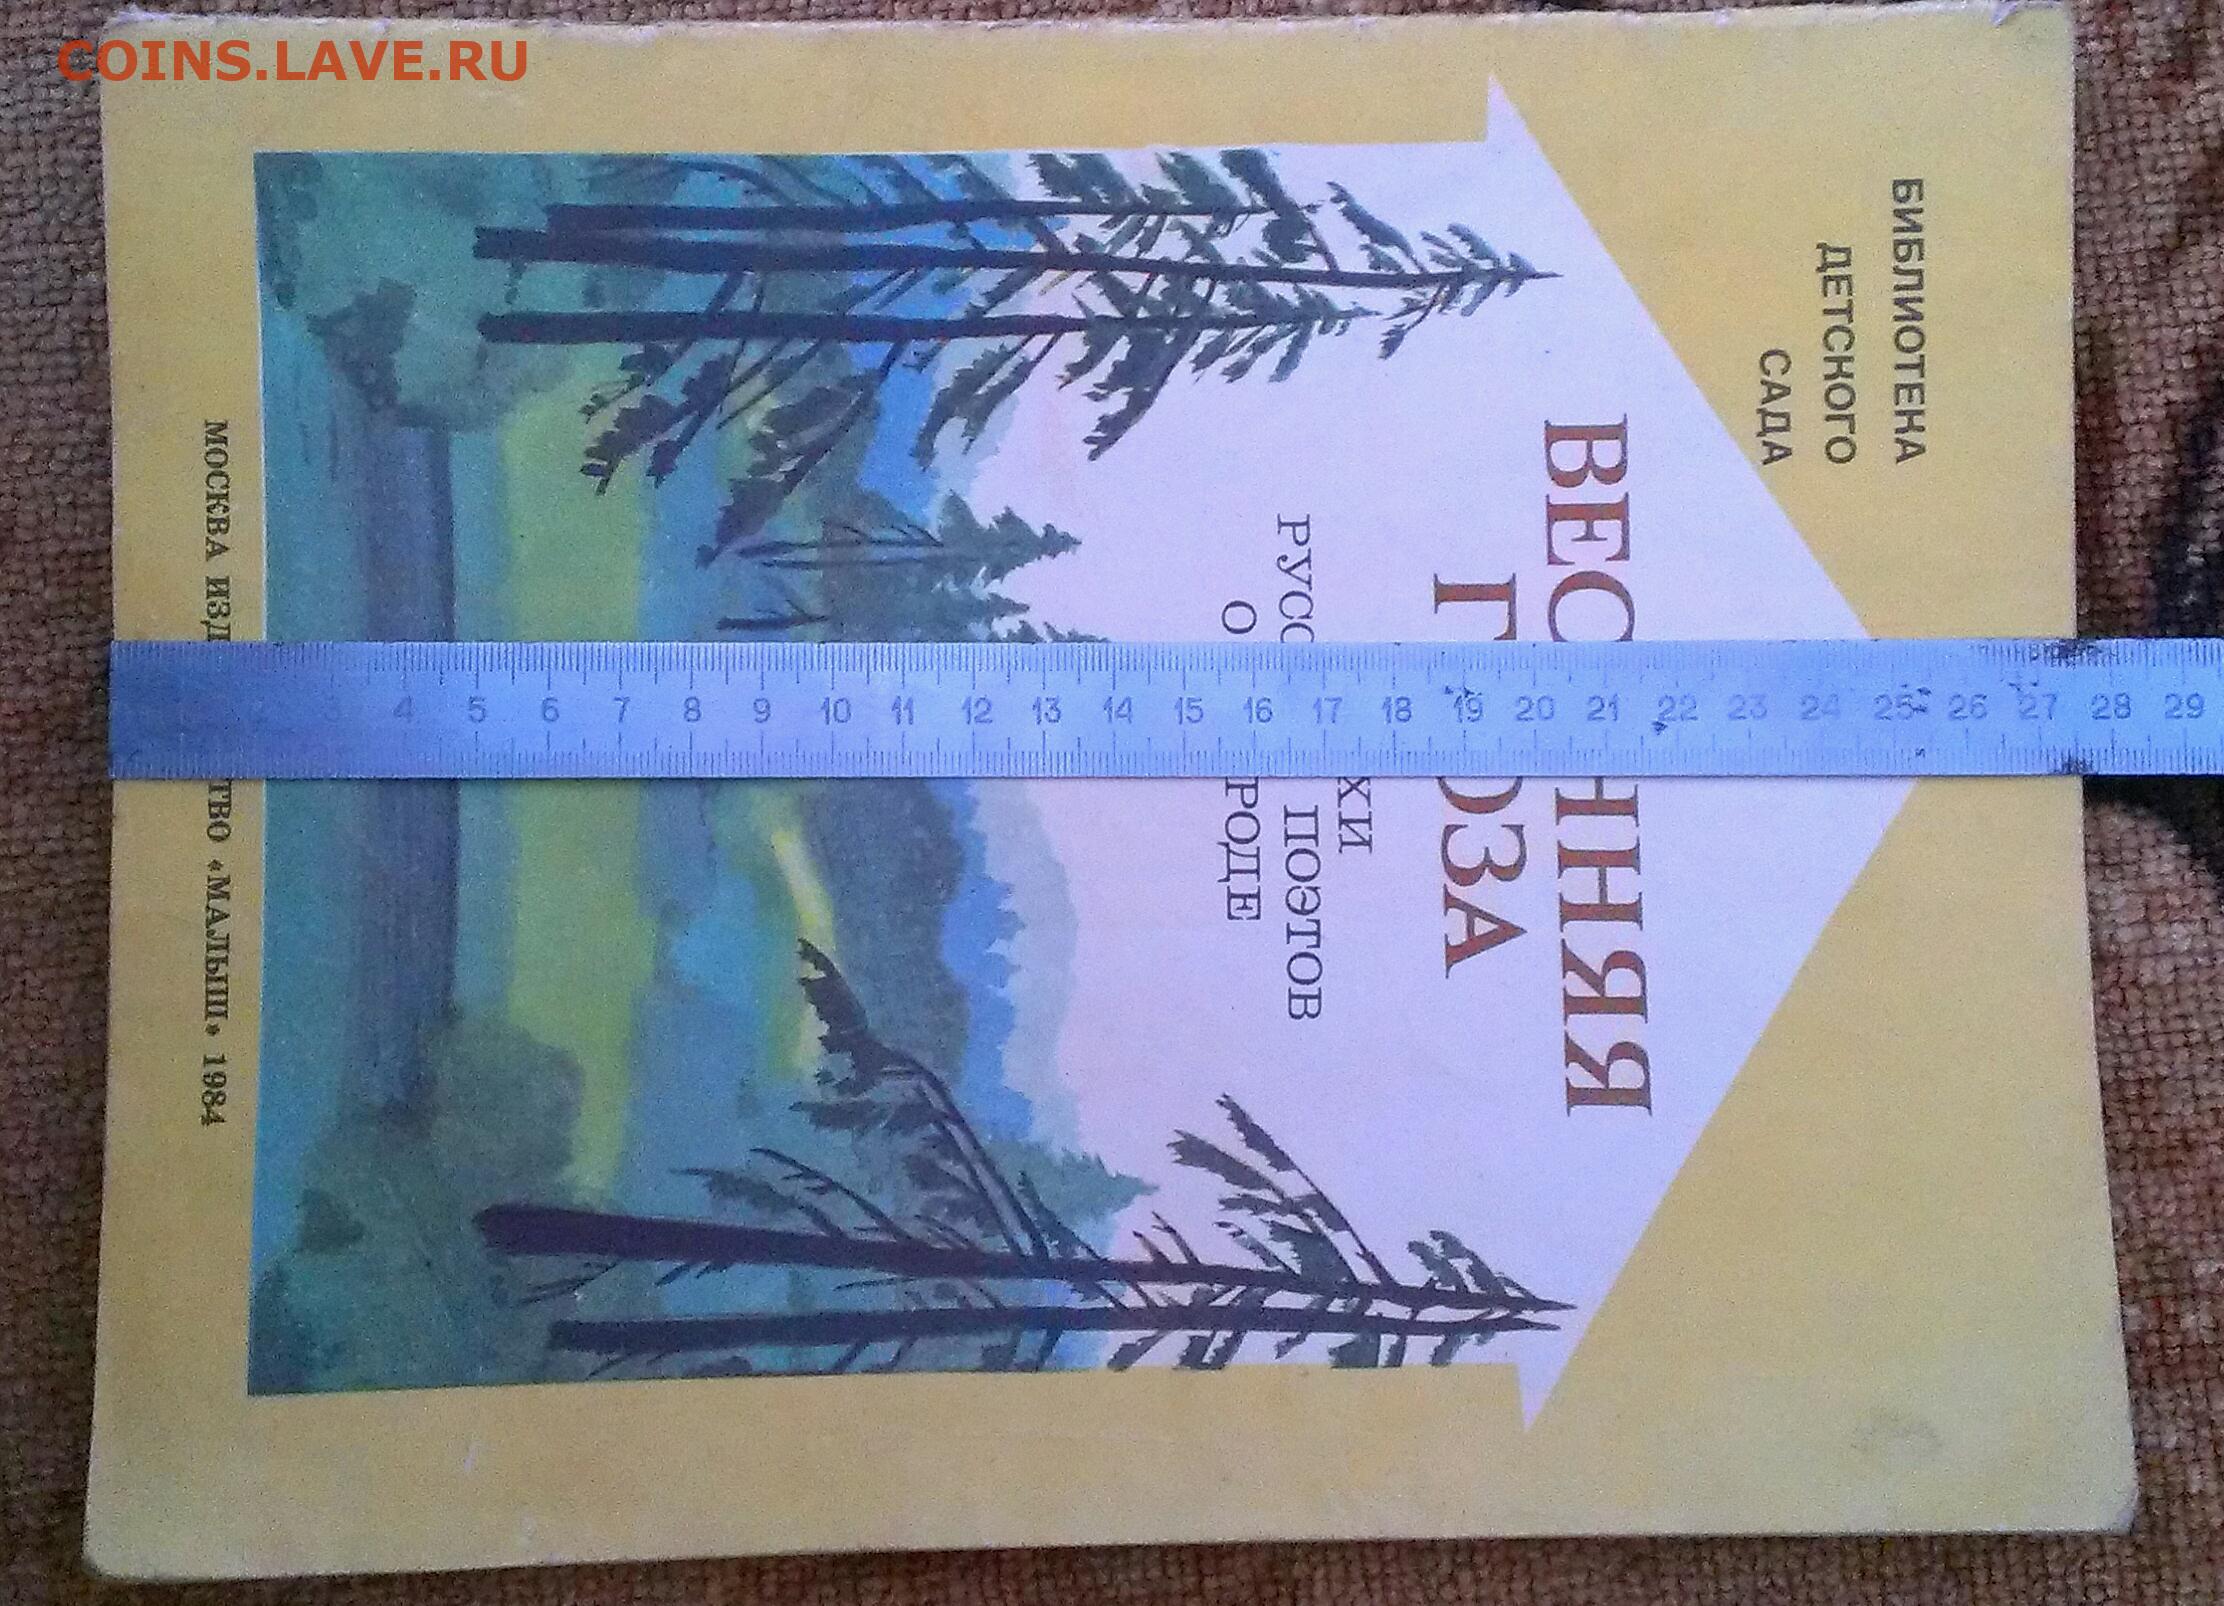 COINS.LAVE.RU
БИБЛИОТЕКА
ДЕТСКОГО
САДА
ВЕС ННЯЯ
Г ОЗА
ХИ
РУСС ПОЭТОВ
О РОДЕ
4 5 6 7 8 9 10 11 12 13 14 15 16 17 18 19 20 21 22 23 24 25 26 27 28 29
МОСКВА ИЗД ТВО «МАЛЫШ» 1984